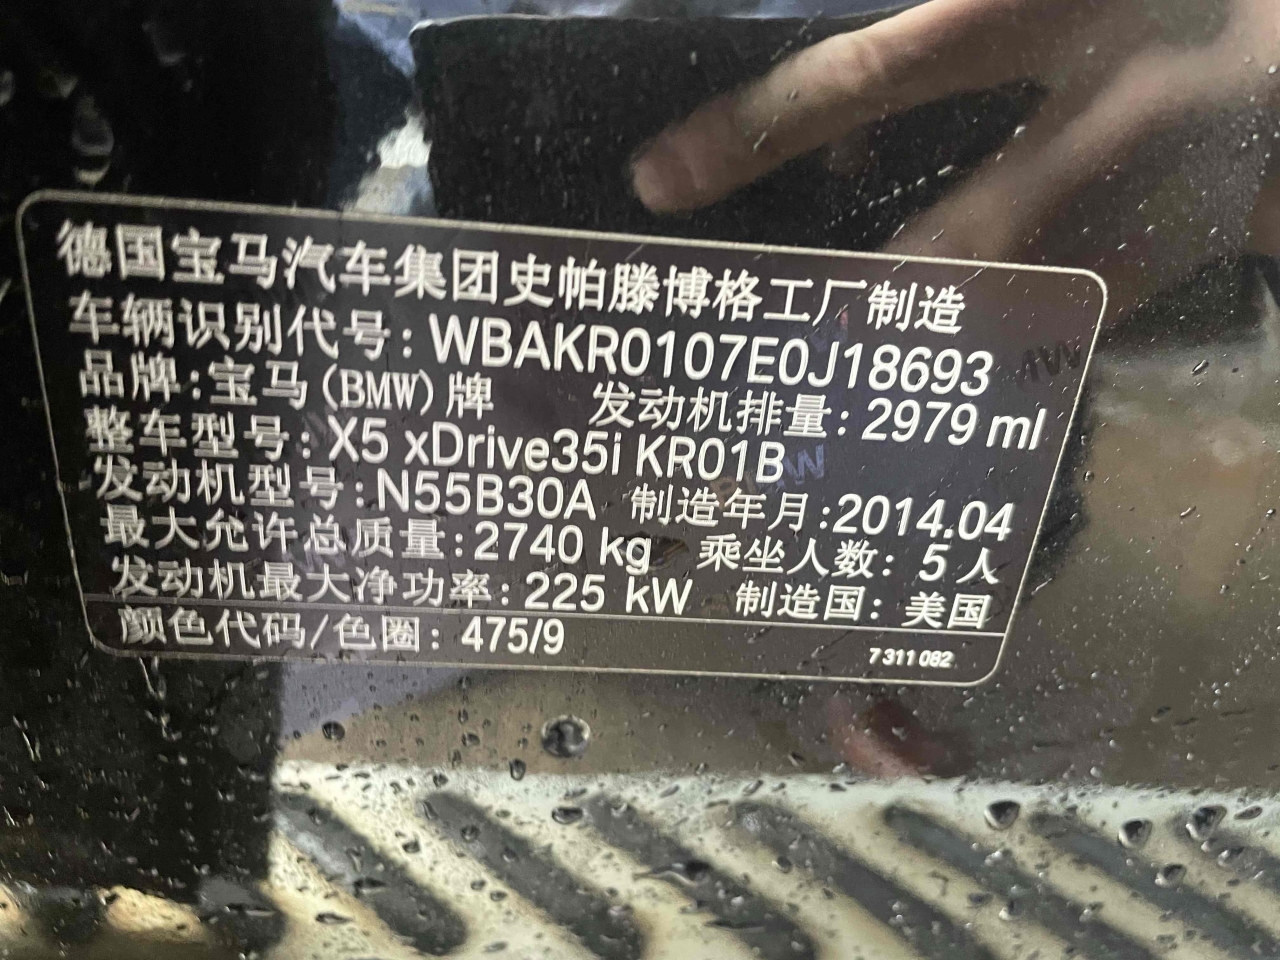 德国宝马汽车集团史帕滕博格工厂制造
车辆识别代号: WBAKR0107E0J18693
品牌: 宝马 (BMW) 牌 发动机排量: 2979 ml
整车型号: X5 xDrive35i KR01B
发动机型号: N55B30A 制造年月: 2014.04
最大允许总质量: 2740 kg 乘坐人数: 5 人
发动机最大净功率: 225 kW 制造国: 美国
颜色代码/色圈: 475/9
7311082